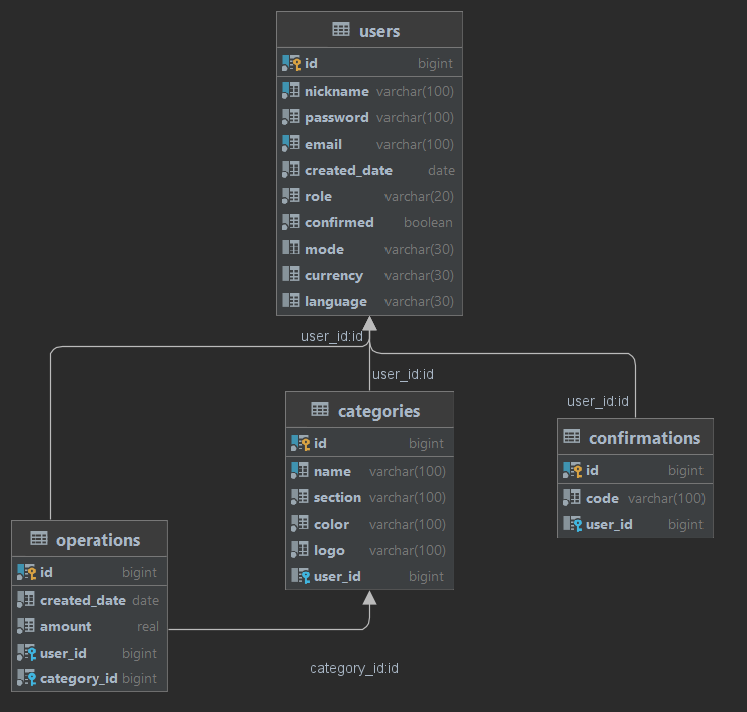 users
id bigint
nickname varchar(100)
password varchar(100)
email varchar(100)
created_date date
role varchar(20)
confirmed boolean
mode varchar(30)
currency varchar(30)
language varchar(30)
user_id:id
user_id:id
user_id:id
categories
id bigint
name varchar(100)
section varchar(100)
color varchar(100)
logo varchar(100)
user_id bigint
confirmations
id bigint
code varchar(100)
user_id bigint
operations
id bigint
created_date date
amount real
user_id bigint
category_id bigint
category_id:id